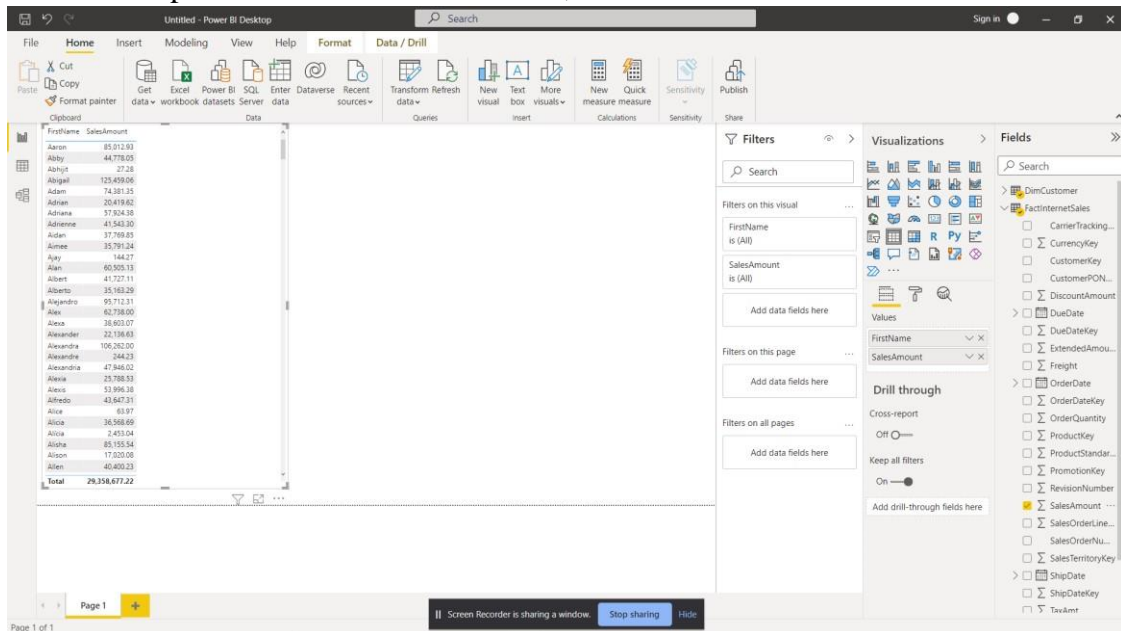 Untitled - Power BI Desktop
Search
Sign in
File Home Insert Modeling View Help Format Data / Drill
Paste
Cut
Copy
Format painter
Clipboard
Get data
Excel workbook
Power BI datasets
SQL Server
Enter data
Dataverse
Recent sources
Data
Transform data
Refresh
Queries
New visual
Text box
More visuals
Insert
New measure
Quick measure
Calculations
Sensitivity
Sensitivity
Publish
Share
FirstName SalesAmount
Aaron 85,012.93
Abby 44,778.05
Abhijit 27.28
Abigail 125,459.06
Adam 74,381.35
Adrian 20,419.62
Adriana 57,924.38
Adrienne 41,543.30
Aidan 37,769.85
Aimee 35,791.24
Ajay 144.27
Alan 60,505.13
Albert 41,727.11
Alberto 35,163.29
Alejandro 95,712.31
Alex 62,738.00
Alexa 38,603.07
Alexander 22,136.63
Alexandra 106,262.00
Alexandre 244.23
Alexandria 47,946.02
Alexia 25,788.53
Alexis 53,996.38
Alfredo 43,647.31
Alice 63.97
Alicia 36,568.69
Alicia 2,453.04
Alisha 85,155.54
Alison 17,020.08
Allen 40,400.23
Total 29,358,677.22
Filters
Search
Filters on this visual ...
FirstName
is (All)
SalesAmount
is (All)
Add data fields here
Filters on this page ...
Add data fields here
Filters on all pages ...
Add data fields here
Visualizations
R Py
...
Values
FirstName
SalesAmount
Drill through
Cross-report
Off
Keep all filters
On
Add drill-through fields here
Fields
Search
DimCustomer
FactInternetSales
CarrierTracking...
∑ CurrencyKey
CustomerKey
CustomerPON...
∑ DiscountAmount
DueDate
∑ DueDateKey
∑ ExtendedAmou...
∑ Freight
OrderDate
∑ OrderDateKey
∑ OrderQuantity
∑ ProductKey
∑ ProductStandar...
∑ PromotionKey
∑ RevisionNumber
∑ SalesAmount ...
∑ SalesOrderLine...
SalesOrderNu...
∑ SalesTerritoryKey
ShipDate
∑ ShipDateKey
∑ TaxAmt
Page 1
Screen Recorder is sharing a window. Stop sharing Hide
Page 1 of 1